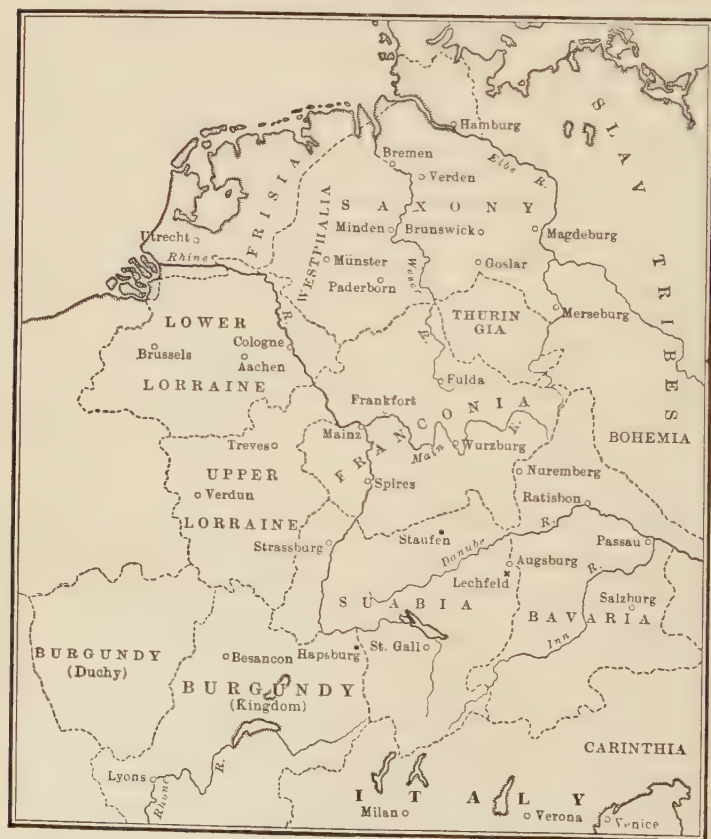 Hamburg
Elbe R.
SLAV TRIBES
Bremen
Verden
FRISIA
WESTPHALIA
SAXONY
Utrecht
Rhine R.
Minden
Brunswick
Magdeburg
Münster
Weser R.
Goslar
Paderborn
LOWER
LORRAINE
THURIN
GIA
Merseburg
Cologne
Brussels
Aachen
Fulda
Frankfort
FRANCONIA
BOHEMIA
Treves
Mainz
Main R.
Wurzburg
UPPER
LORRAINE
Verdun
Spires
Nuremberg
Ratisbon
Strassburg
Staufen
Danube R.
Passau
Augsburg
Lechfeld
SUABIA
Salzburg
BAVARIA
Inn R.
BURGUNDY
(Duchy)
Besancon
Hapsburg
St. Gall
BURGUNDY
(Kingdom)
CARINTHIA
Lyons
Rhone R.
ITALY
Milan
Verona
Venice